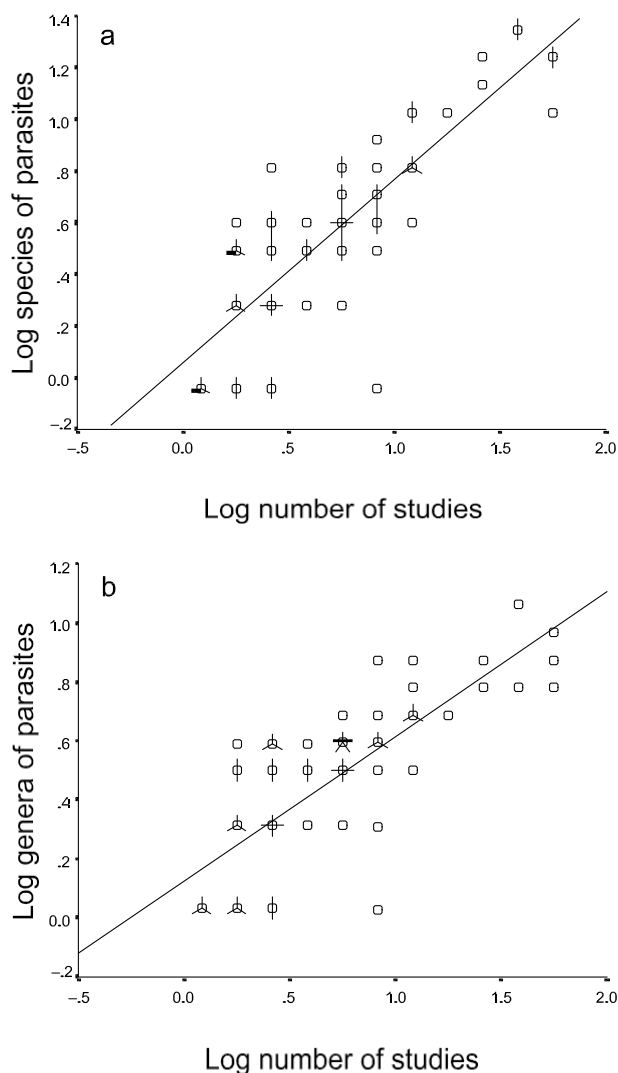 a
1.4
1.2
1.0
.8
.6
.4
.2
0.0
-.2
Log species of parasites
-.5 0.0 .5 1.0 1.5 2.0
Log number of studies
b
1.2
1.0
.8
.6
.4
.2
0.0
-.2
Log genera of parasites
-.5 0.0 .5 1.0 1.5 2.0
Log number of studies